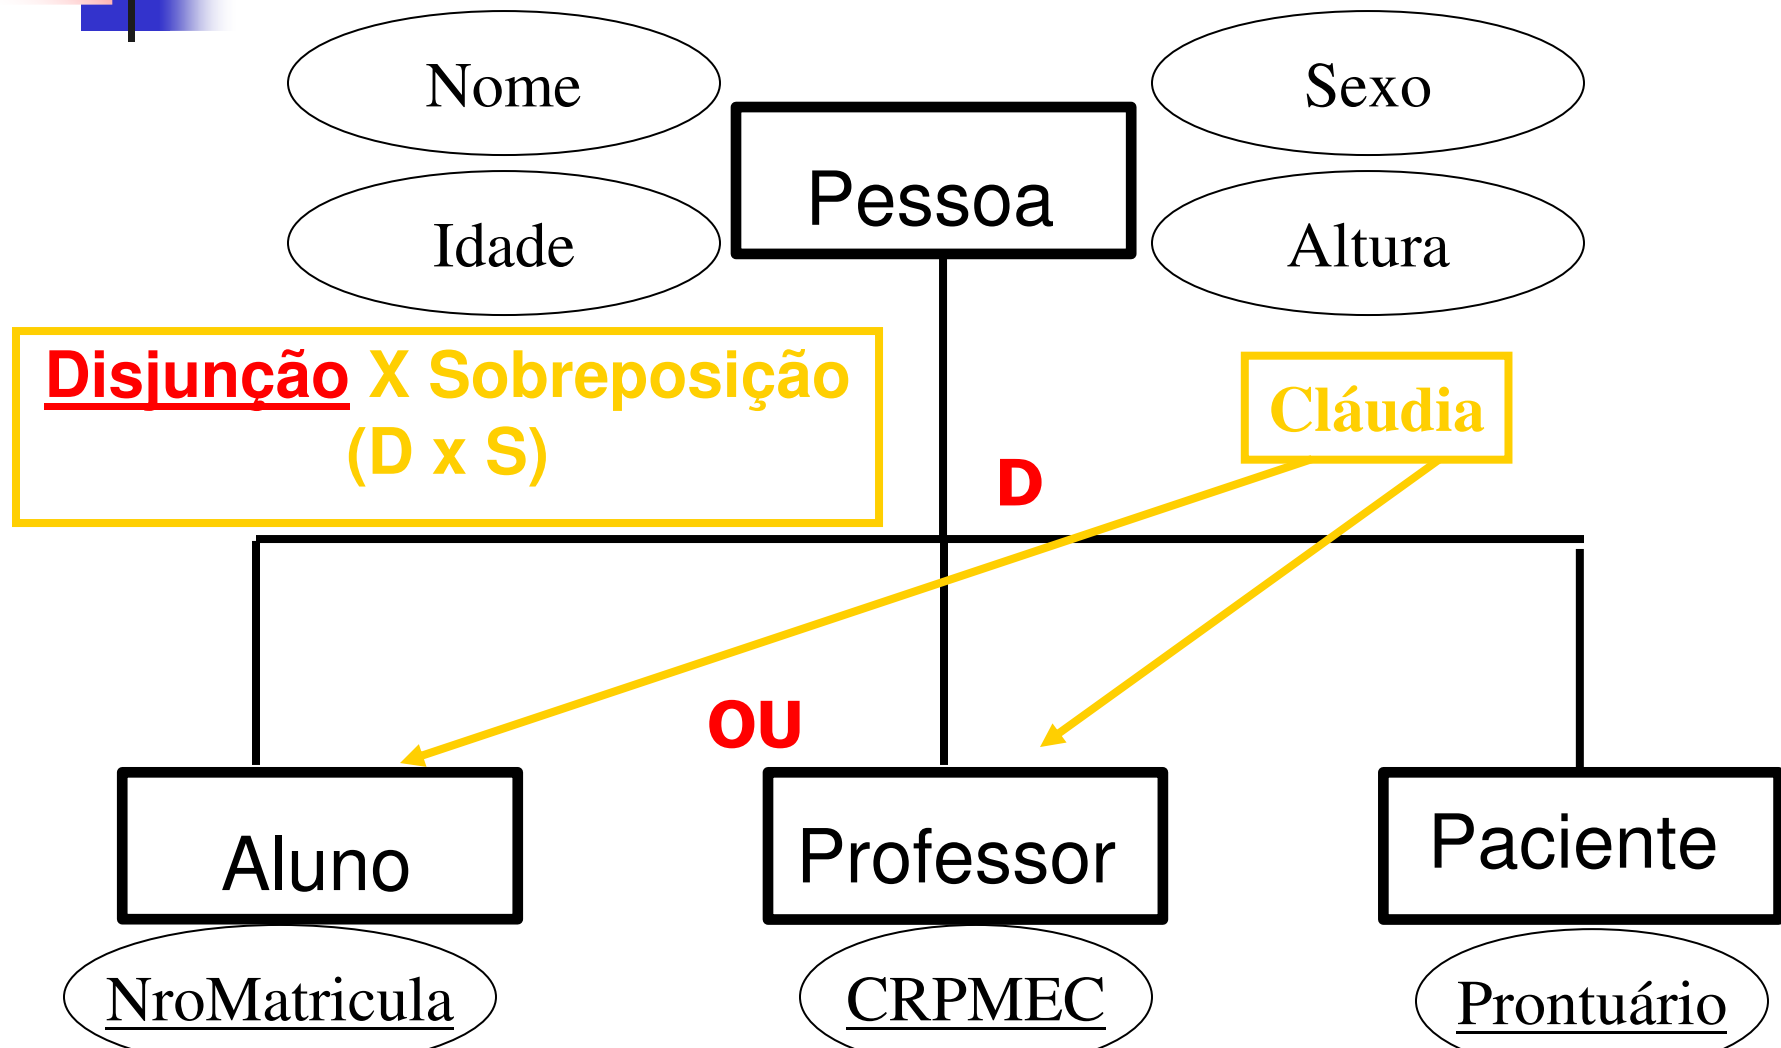 Nome
Sexo
Pessoa
Idade
Altura
Disjunção X Sobreposição
(D x S)
Cláudia
D
OU
Aluno
Professor
Paciente
NroMatricula
CRPMEC
Prontuário